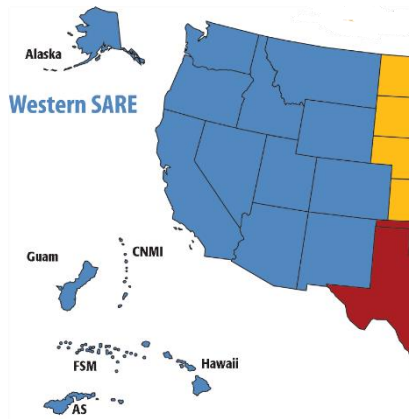 Alaska
Western SARE
CNMI
Guam
Hawaii
FSM
AS